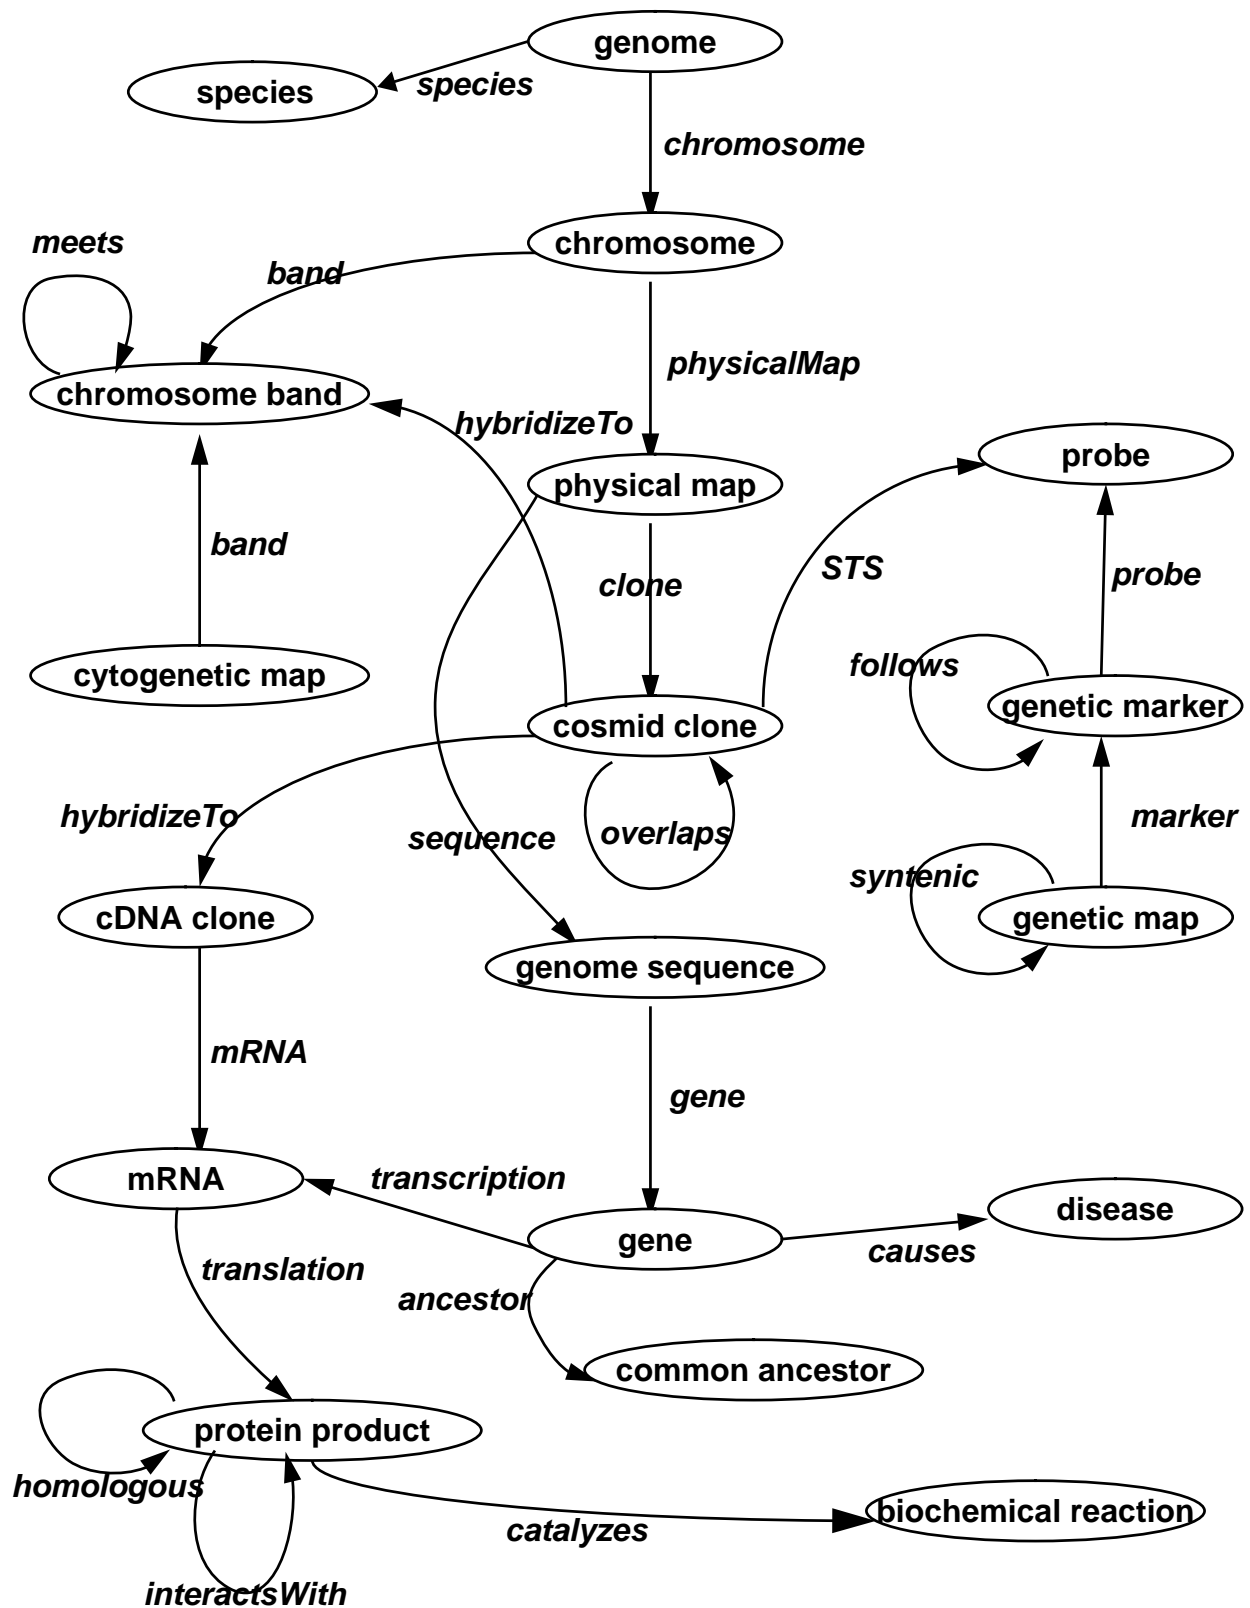 genome
species
species
chromosome
meets
chromosome
band
physicalMap
chromosome band
hybridizeTo
probe
physical map
band
STS
clone
probe
follows
cytogenetic map
genetic marker
cosmid clone
hybridizeTo
marker
overlaps
sequence
syntenic
cDNA clone
genetic map
genome sequence
mRNA
gene
mRNA
transcription
disease
gene
causes
translation
ancestor
common ancestor
protein product
homologous
biochemical reaction
catalyzes
interactsWith